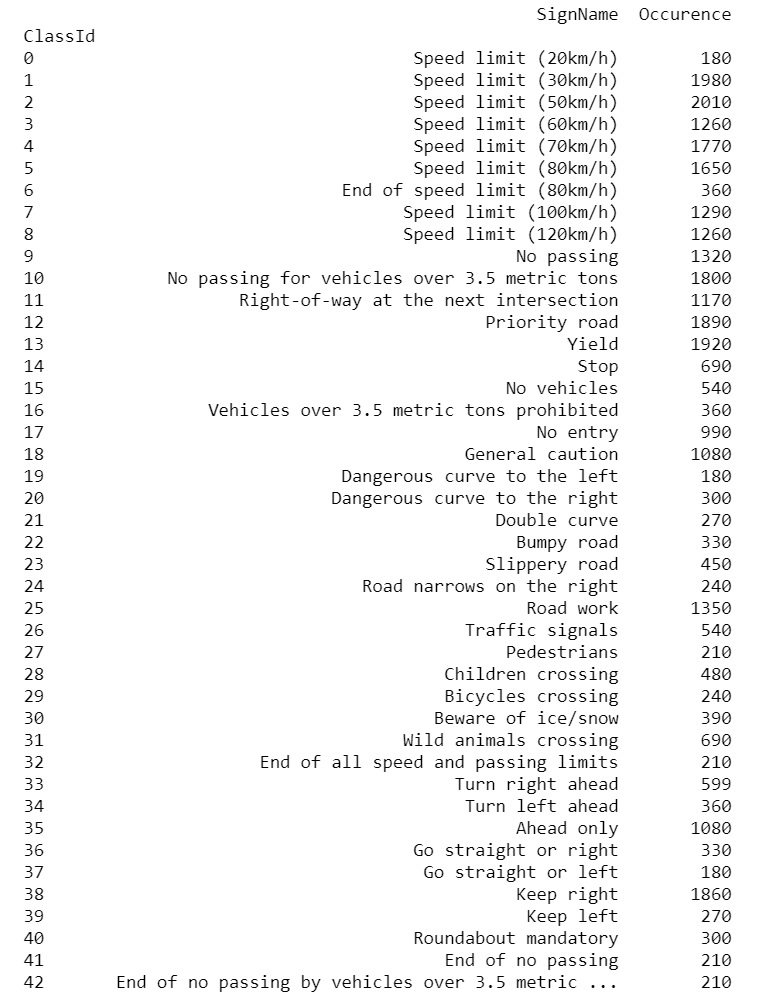 SignName Occurence
ClassId
0 Speed limit (20km/h) 180
1 Speed limit (30km/h) 1980
2 Speed limit (50km/h) 2010
3 Speed limit (60km/h) 1260
4 Speed limit (70km/h) 1770
5 Speed limit (80km/h) 1650
6 End of speed limit (80km/h) 360
7 Speed limit (100km/h) 1290
8 Speed limit (120km/h) 1260
9 No passing 1320
10 No passing for vehicles over 3.5 metric tons 1800
11 Right-of-way at the next intersection 1170
12 Priority road 1890
13 Yield 1920
14 Stop 690
15 No vehicles 540
16 Vehicles over 3.5 metric tons prohibited 360
17 No entry 990
18 General caution 1080
19 Dangerous curve to the left 180
20 Dangerous curve to the right 300
21 Double curve 270
22 Bumpy road 330
23 Slippery road 450
24 Road narrows on the right 240
25 Road work 1350
26 Traffic signals 540
27 Pedestrians 210
28 Children crossing 480
29 Bicycles crossing 240
30 Beware of ice/snow 390
31 Wild animals crossing 690
32 End of all speed and passing limits 210
33 Turn right ahead 599
34 Turn left ahead 360
35 Ahead only 1080
36 Go straight or right 330
37 Go straight or left 180
38 Keep right 1860
39 Keep left 270
40 Roundabout mandatory 300
41 End of no passing 210
42 End of no passing by vehicles over 3.5 metric ... 210